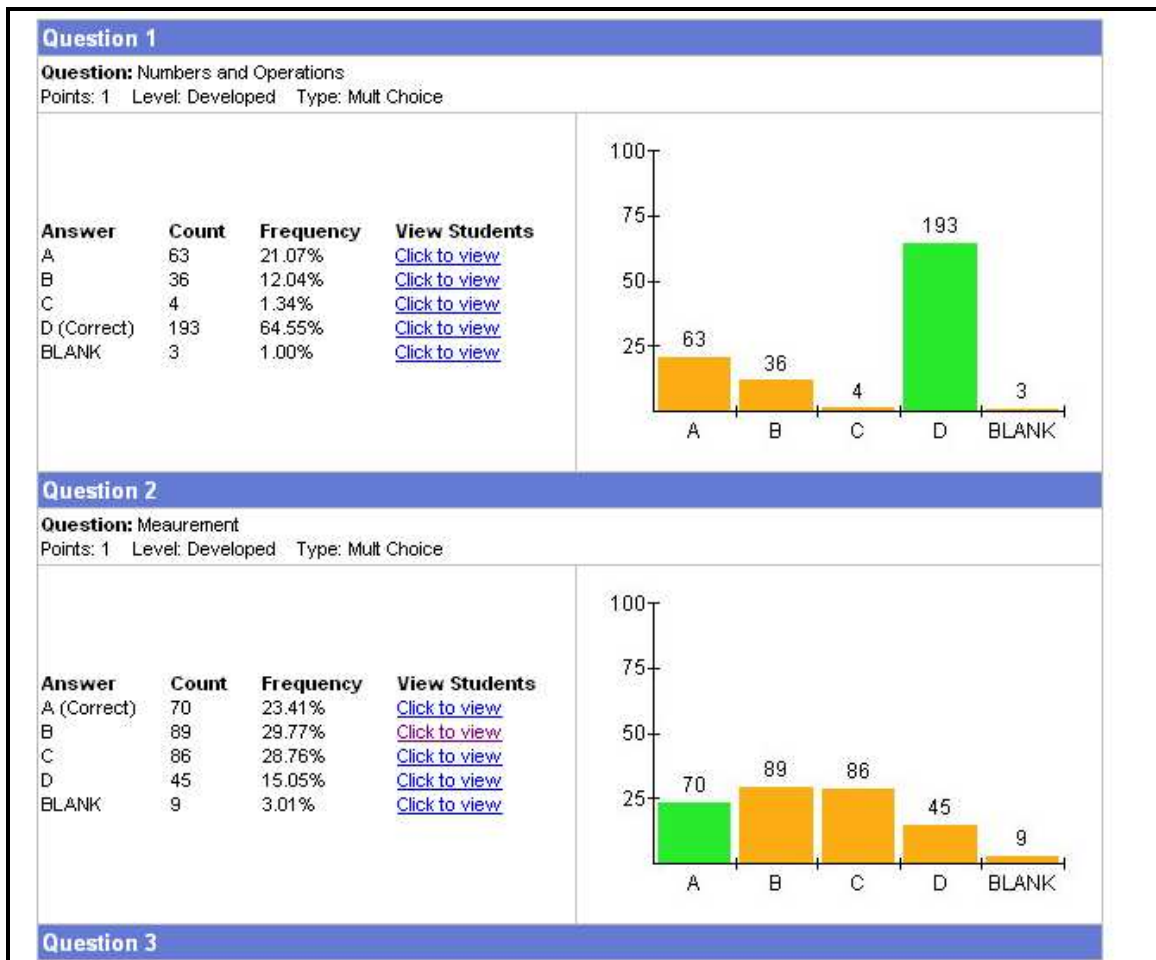 Question 1
Question: Numbers and Operations
Points: 1 Level: Developed Type: Mult Choice
Answer Count Frequency View Students
A 63 21.07% Click to view
B 36 12.04% Click to view
C 4 1.34% Click to view
D (Correct) 193 64.55% Click to view
BLANK 3 1.00% Click to view
100
75
50
25
63
36
4
193
3
A B C D BLANK
Question 2
Question: Meaurement
Points: 1 Level: Developed Type: Mult Choice
Answer Count Frequency View Students
A (Correct) 70 23.41% Click to view
B 89 29.77% Click to view
C 86 28.76% Click to view
D 45 15.05% Click to view
BLANK 9 3.01% Click to view
100
75
50
25
70
89
86
45
9
A B C D BLANK
Question 3